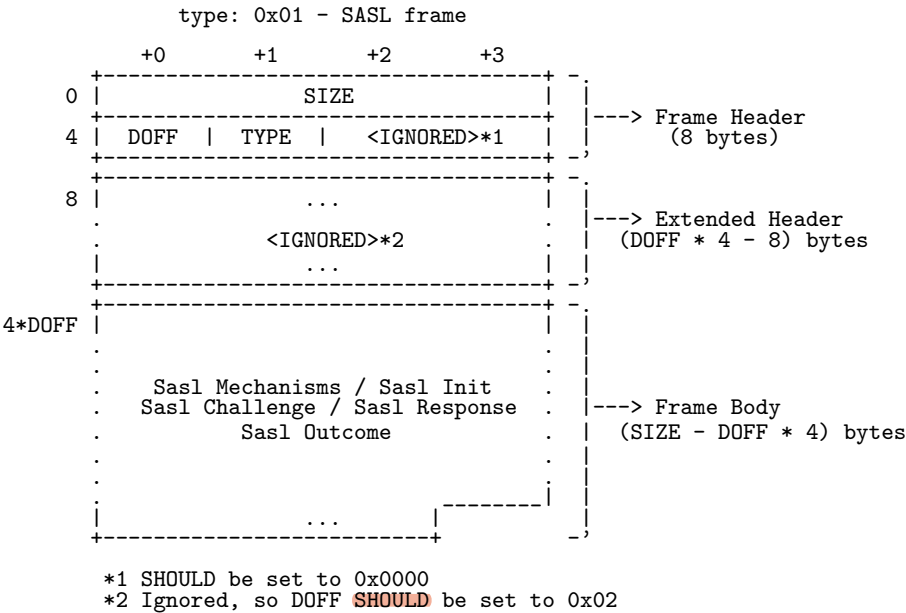 type: 0x01 - SASL frame
+0 +1 +2 +3
0 SIZE
4 DOFF | TYPE | <IGNORED>*1 ---> Frame Header
(8 bytes)
8 ...
---> Extended Header
<IGNORED>*2 (DOFF * 4 - 8) bytes
...
4*DOFF
Sasl Mechanisms / Sasl Init
Sasl Challenge / Sasl Response ---> Frame Body
Sasl Outcome (SIZE - DOFF * 4) bytes
...
*1 SHOULD be set to 0x0000
*2 Ignored, so DOFF SHOULD be set to 0x02